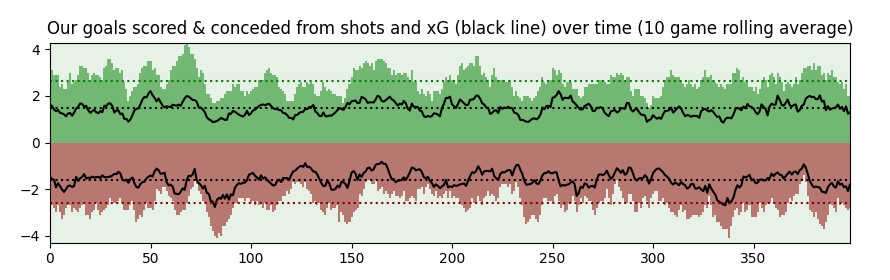 Our goals scored & conceded from shots and xG (black line) over time (10 game rolling average)
4
2
0
−2
−4
0 50 100 150 200 250 300 350